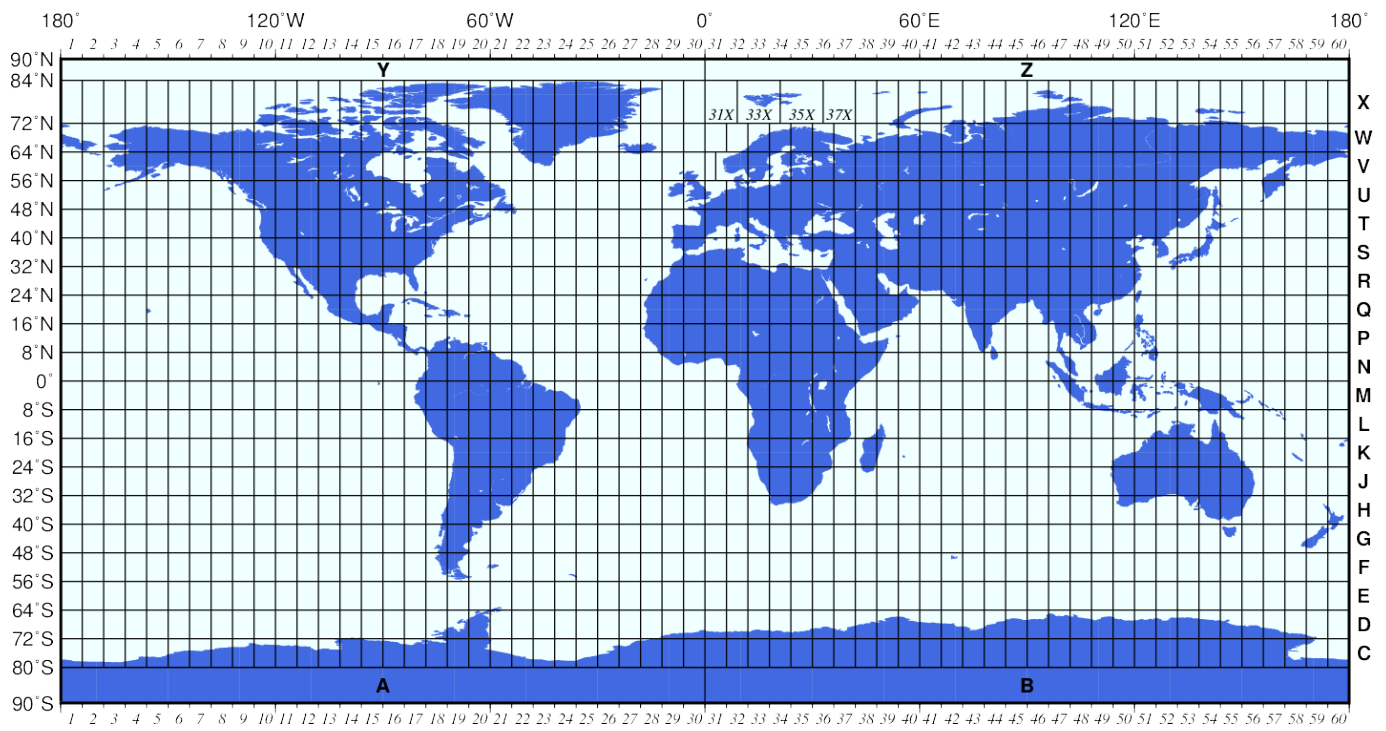 180° 120°W 60°W 0° 60°E 120°E 180°
1 2 3 4 5 6 7 8 9 10 11 12 13 14 15 16 17 18 19 20 21 22 23 24 25 26 27 28 29 30 31 32 33 34 35 36 37 38 39 40 41 42 43 44 45 46 47 48 49 50 51 52 53 54 55 56 57 58 59 60
90°N
Y Z
84°N
X
31X 33X 35X 37X
72°N
W
64°N
V
56°N
U
48°N
T
40°N
S
32°N
R
24°N
Q
16°N
P
8°N
N
0°
M
8°S
L
16°S
K
24°S
J
32°S
H
40°S
G
48°S
F
56°S
E
64°S
D
72°S
C
80°S
A B
90°S
1 2 3 4 5 6 7 8 9 10 11 12 13 14 15 16 17 18 19 20 21 22 23 24 25 26 27 28 29 30 31 32 33 34 35 36 37 38 39 40 41 42 43 44 45 46 47 48 49 50 51 52 53 54 55 56 57 58 59 60